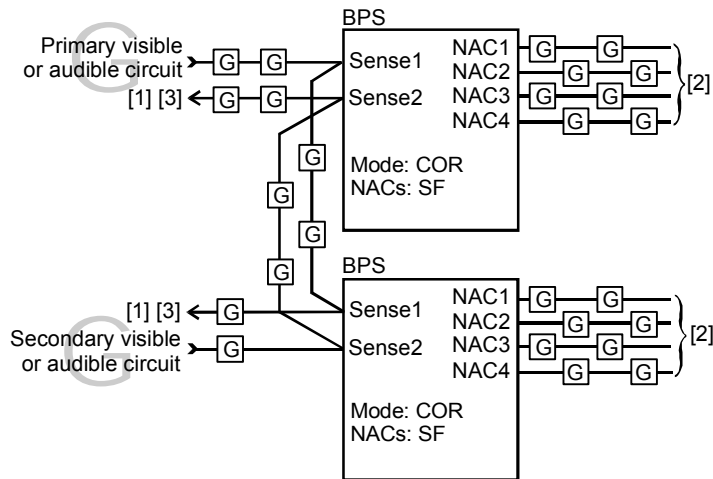 BPS
Primary visible
or audible circuit
G G
Sense1
NAC1 G G
NAC2 G G
[1] [3]
G G
Sense2
NAC3 G G
[2]
NAC4 G G
G
Mode: COR
NACs: SF
G
G
G
BPS
[1] [3]
G
Sense1
NAC1 G G
NAC2 G G
Secondary visible
or audible circuit
G
Sense2
NAC3 G G
[2]
NAC4 G G
Mode: COR
NACs: SF
G
G